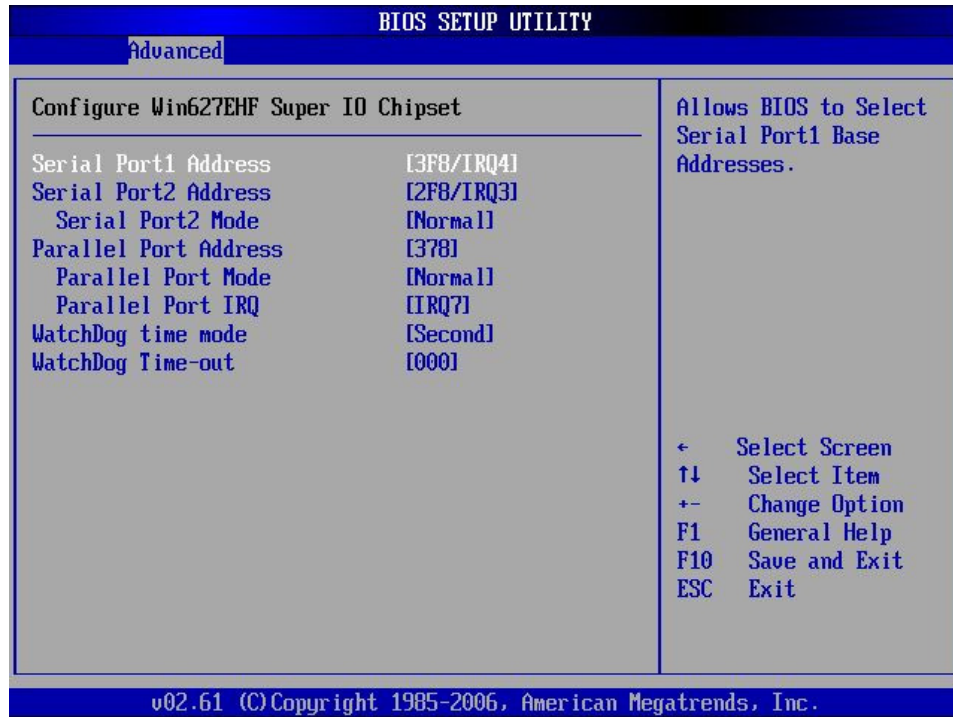 BIOS SETUP UTILITY
Advanced
Configure Win627EHF Super IO Chipset
Serial Port1 Address [3F8/IRQ4]
Serial Port2 Address [2F8/IRQ3]
Serial Port2 Mode [Normal]
Parallel Port Address [378]
Parallel Port Mode [Normal]
Parallel Port IRQ [IRQ7]
WatchDog time mode [Second]
WatchDog Time-out [000]
Allows BIOS to Select
Serial Port1 Base
Addresses.
← Select Screen
↑↓ Select Item
+- Change Option
F1 General Help
F10 Save and Exit
ESC Exit
v02.61 (C)Copyright 1985-2006, American Megatrends, Inc.